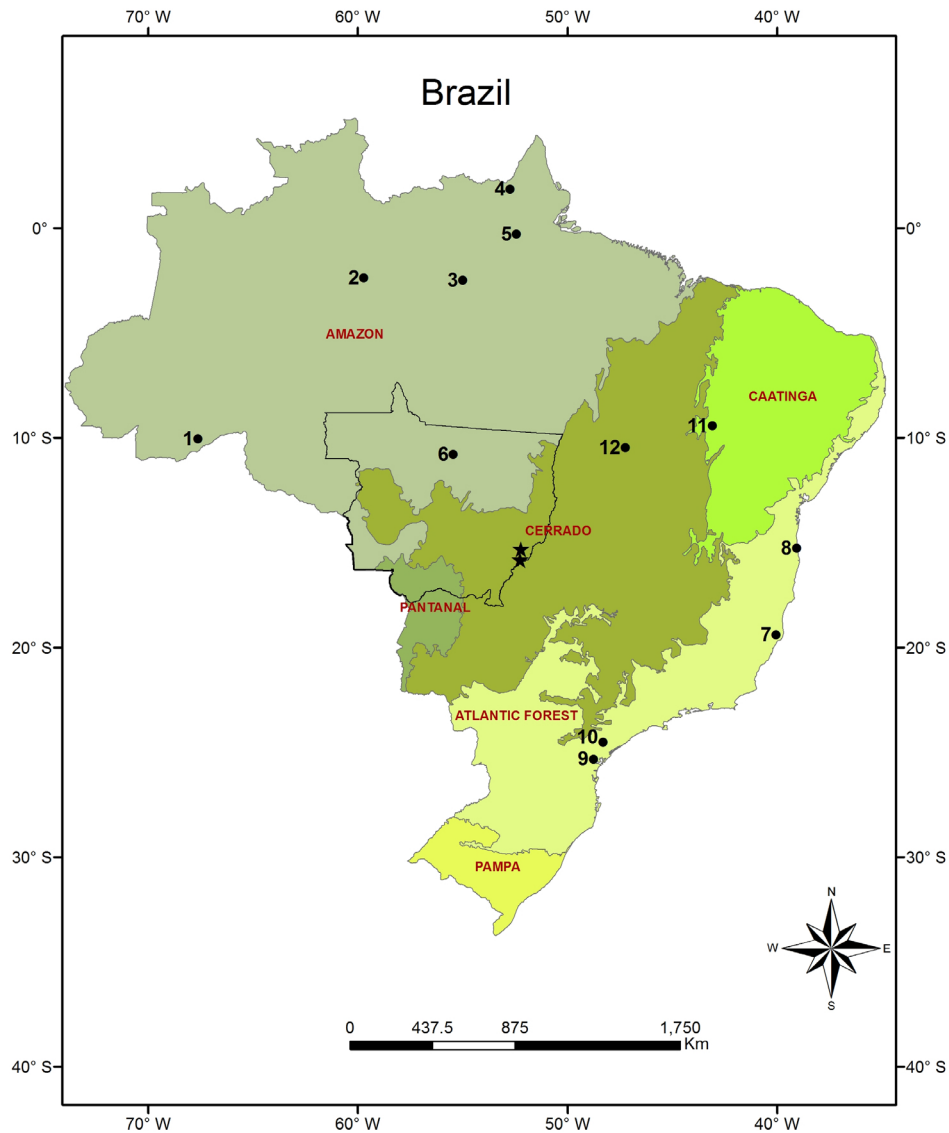 70° W 60° W 50° W 40° W
Brazil
4
0° 0°
5
2 3
AMAZON
CAATINGA
11
10° S 1 12 10° S
6
CERRADO
8
PANTANAL
7
20° S 20° S
ATLANTIC FOREST
10
9
30° S 30° S
PAMPA
N
W E
S
0 437.5 875 1,750
Km
40° S 40° S
70° W 60° W 50° W 40° W